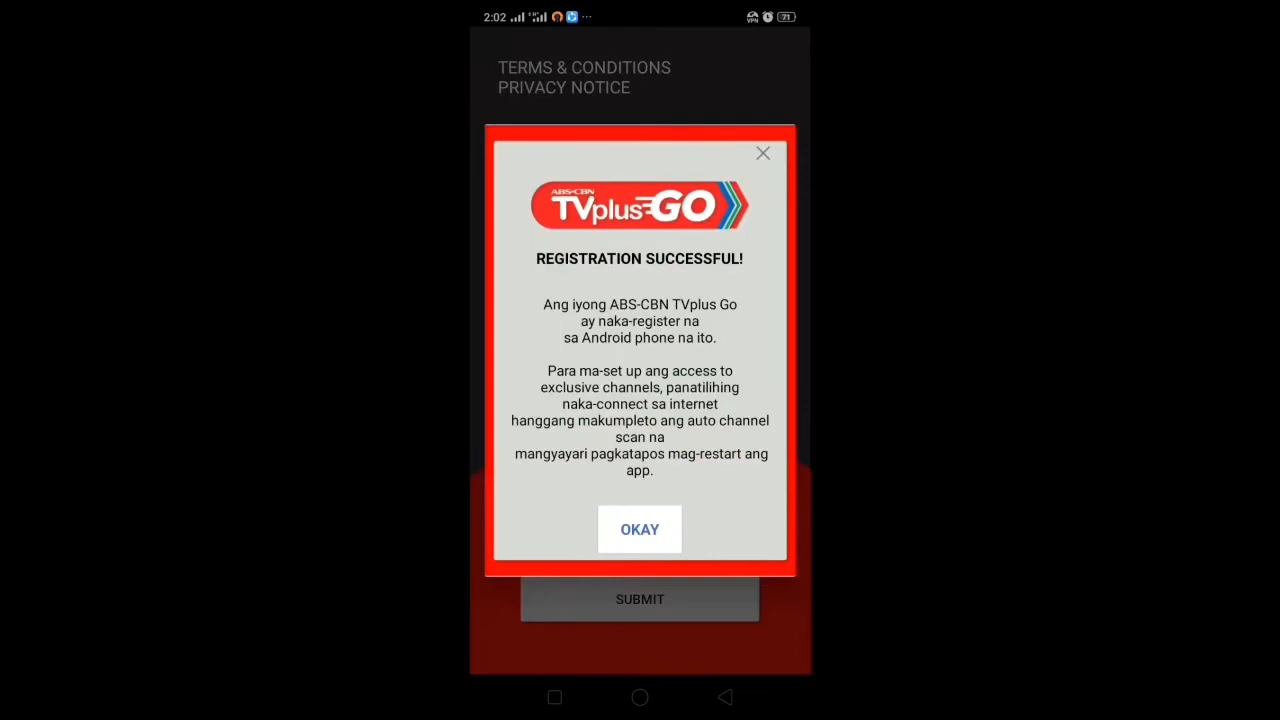 2:02
VPN
71
TERMS & CONDITIONS
PRIVACY NOTICE
ABS-CBN
TVplus GO
REGISTRATION SUCCESSFUL!
Ang iyong ABS-CBN TVplus Go
ay naka-register na
sa Android phone na ito.
Para ma-set up ang access to
exclusive channels, panatilihing
naka-connect sa internet
hanggang makumpleto ang auto channel
scan na
mangyayari pagkatapos mag-restart ang
app.
OKAY
SUBMIT